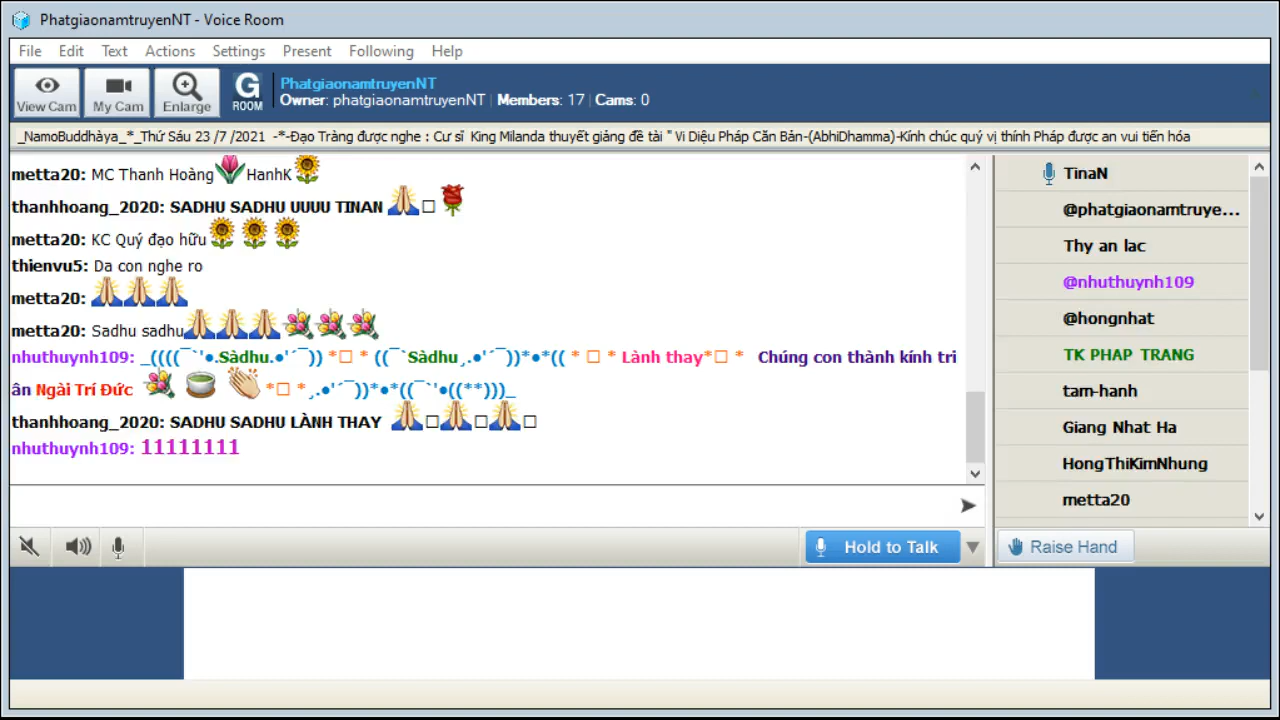 PhatgiaonamtruyenNT - Voice Room
File Edit Text Actions Settings Present Following Help
View Cam My Cam Enlarge G ROOM PhatgiaonamtruyenNT
Owner: phatgiaonamtruyenNT | Members: 17 | Cams: 0
_NamoBuddhàya_*_Thứ Sáu 23 /7 /2021 -*-Đạo Tràng được nghe : Cư sĩ King Milanda thuyết giảng đề tài " Vi Diệu Pháp Căn Bản-(AbhiDhamma)-Kính chúc quý vị thính Pháp được an vui tiến hóa
metta20: MC Thanh Hoàng🌷HanhK🌻
thanhhoang_2020: SADHU SADHU UUUU TINAN 🙏□🌹
metta20: KC Quý đạo hữu🌻🌻🌻
thienvu5: Da con nghe ro
metta20: 🙏🙏🙏
metta20: Sadhu sadhu🙏🙏🙏💐💐💐
nhuthuynh109: _((((¯`'●.Sàdhu.●'´¯)) *□ * ((¯`Sàdhu¸.●'´¯))*●*(( * □ * Lành thay*□ * Chúng con thành kính tri
ân Ngài Trí Đức 💐 🍵 👏 *□ *¸.●'´¯))*●*((¯`'●((**)))_
thanhhoang_2020: SADHU SADHU LÀNH THAY 🙏□🙏□🙏□
nhuthuynh109: 11111111
Hold to Talk
TinaN
@phatgiaonamtruye...
Thy an lac
@nhuthuynh109
@hongnhat
TK PHAP TRANG
tam-hanh
Giang Nhat Ha
HongThiKimNhung
metta20
Raise Hand